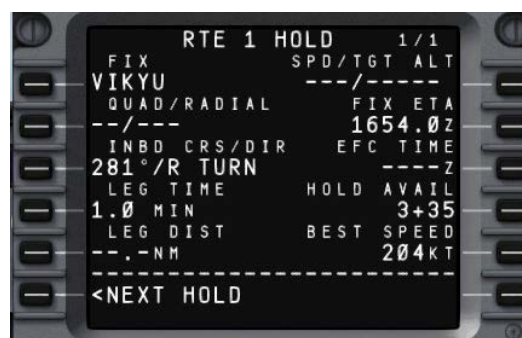 RTE 1 HOLD 1/1
FIX SPD/TGT ALT
VIKYU ---/-----
QUAD/RADIAL FIX ETA
--/--- 1654.0z
INBD CRS/DIR EFC TIME
281°/R TURN ----z
LEG TIME HOLD AVAIL
1.0 MIN 3+35
LEG DIST BEST SPEED
--.-NM 204KT
--------------------------------
<NEXT HOLD